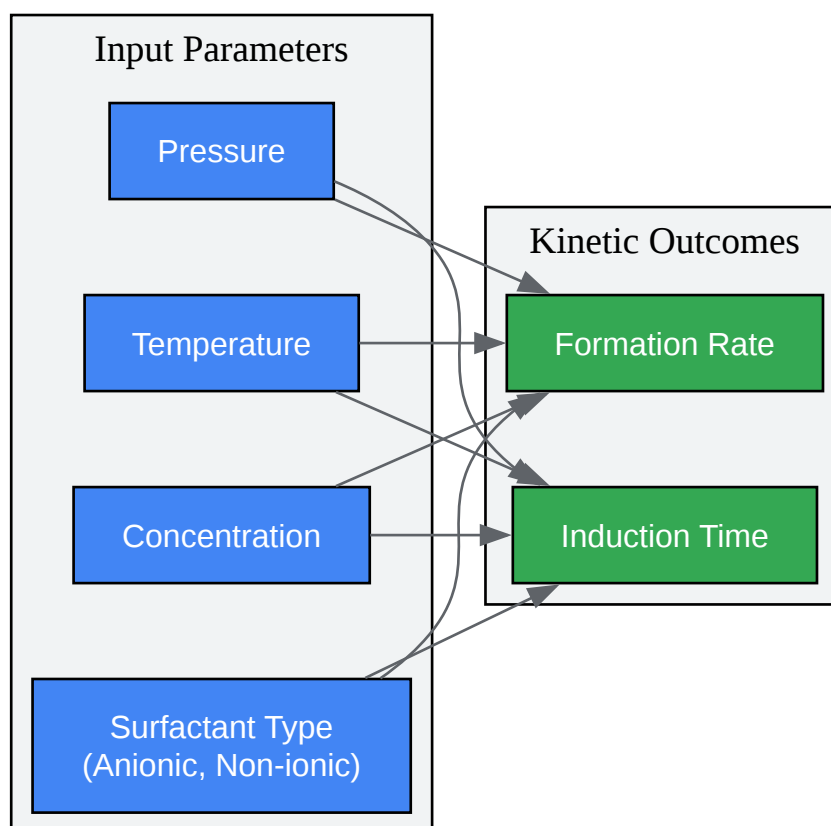 Input Parameters
Pressure
Temperature
Concentration
Surfactant Type
(Anionic, Non-ionic)
Kinetic Outcomes
Formation Rate
Induction Time